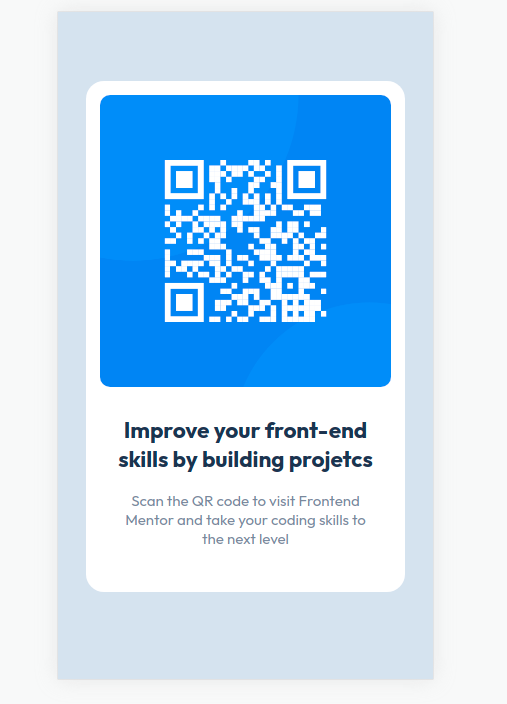 Improve your front-end
skills by building projetcs
Scan the QR code to visit Frontend
Mentor and take your coding skills to
the next level